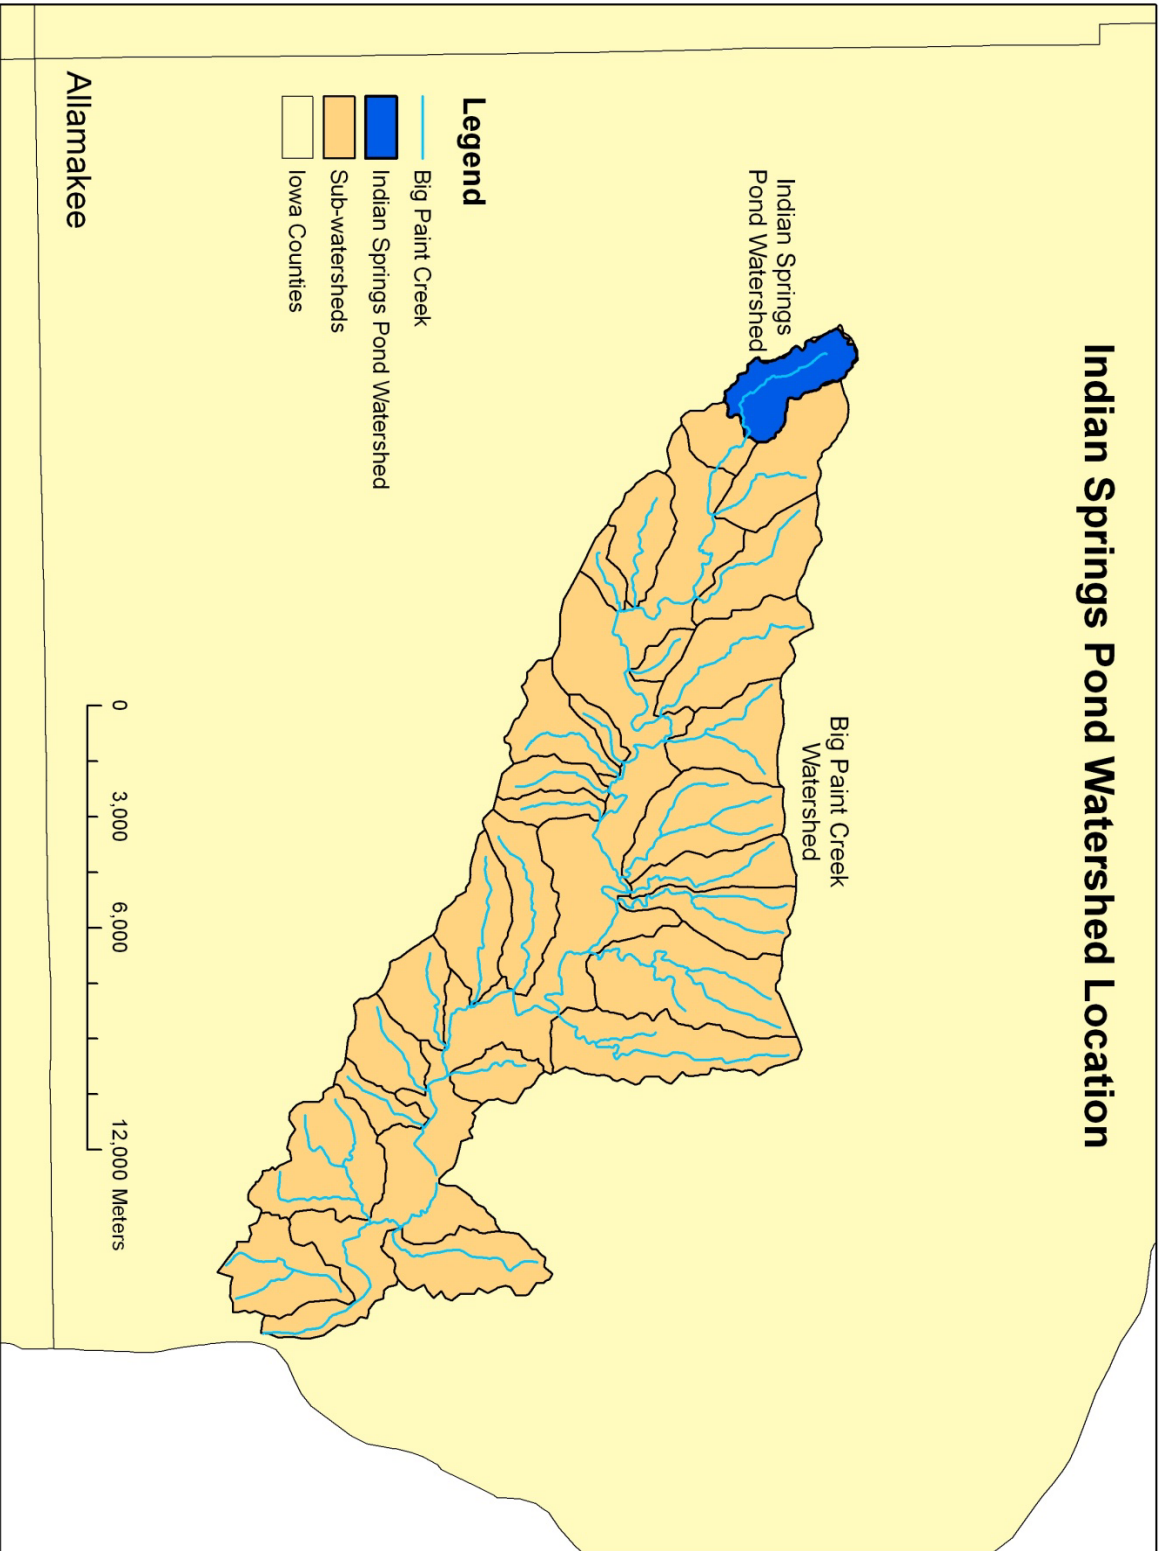 Indian Springs Pond Watershed Location
Indian Springs
Pond Watershed
Big Paint Creek
Watershed
Legend
Big Paint Creek
Indian Springs Pond Watershed
Sub-watersheds
Iowa Counties
0 3,000 6,000 12,000 Meters
Allamakee